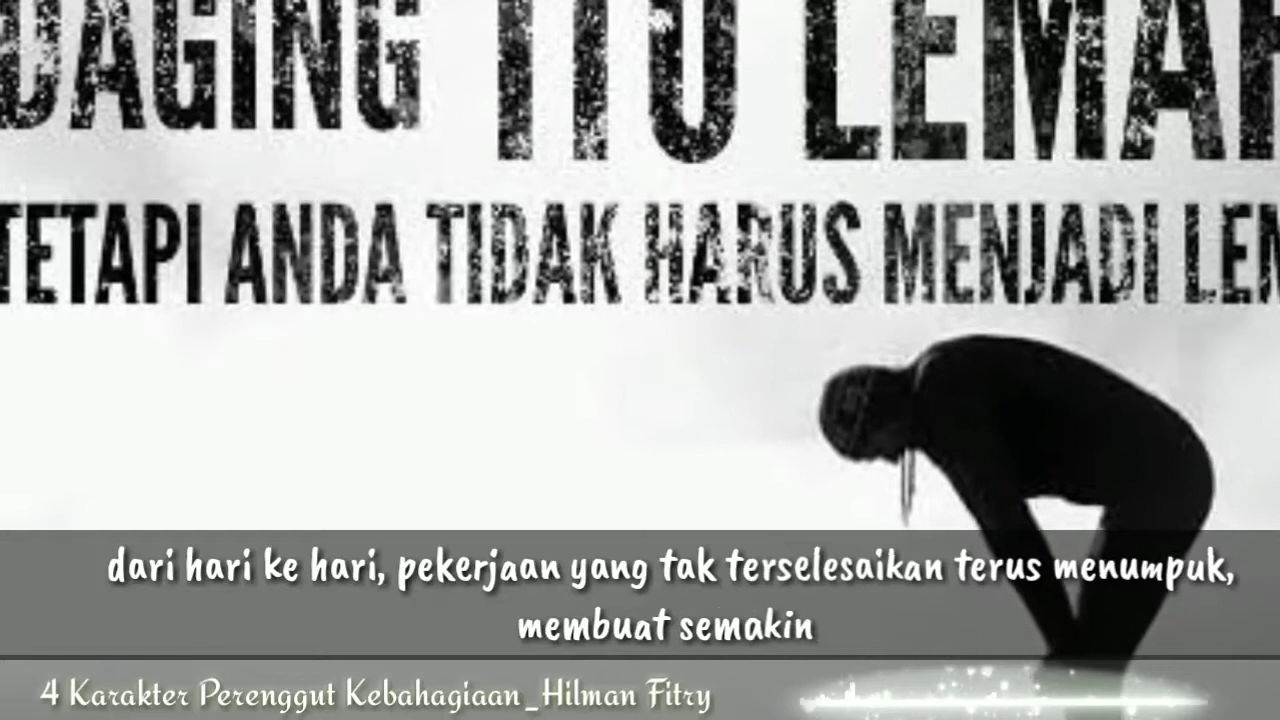 DAGING ITU LEMAH
TETAPI ANDA TIDAK HARUS MENJADI LEM
dari hari ke hari, pekerjaan yang tak terselesaikan terus menumpuk,
membuat semakin
4 Karakter Perenggut Kebahagiaan_Hilman Fitry